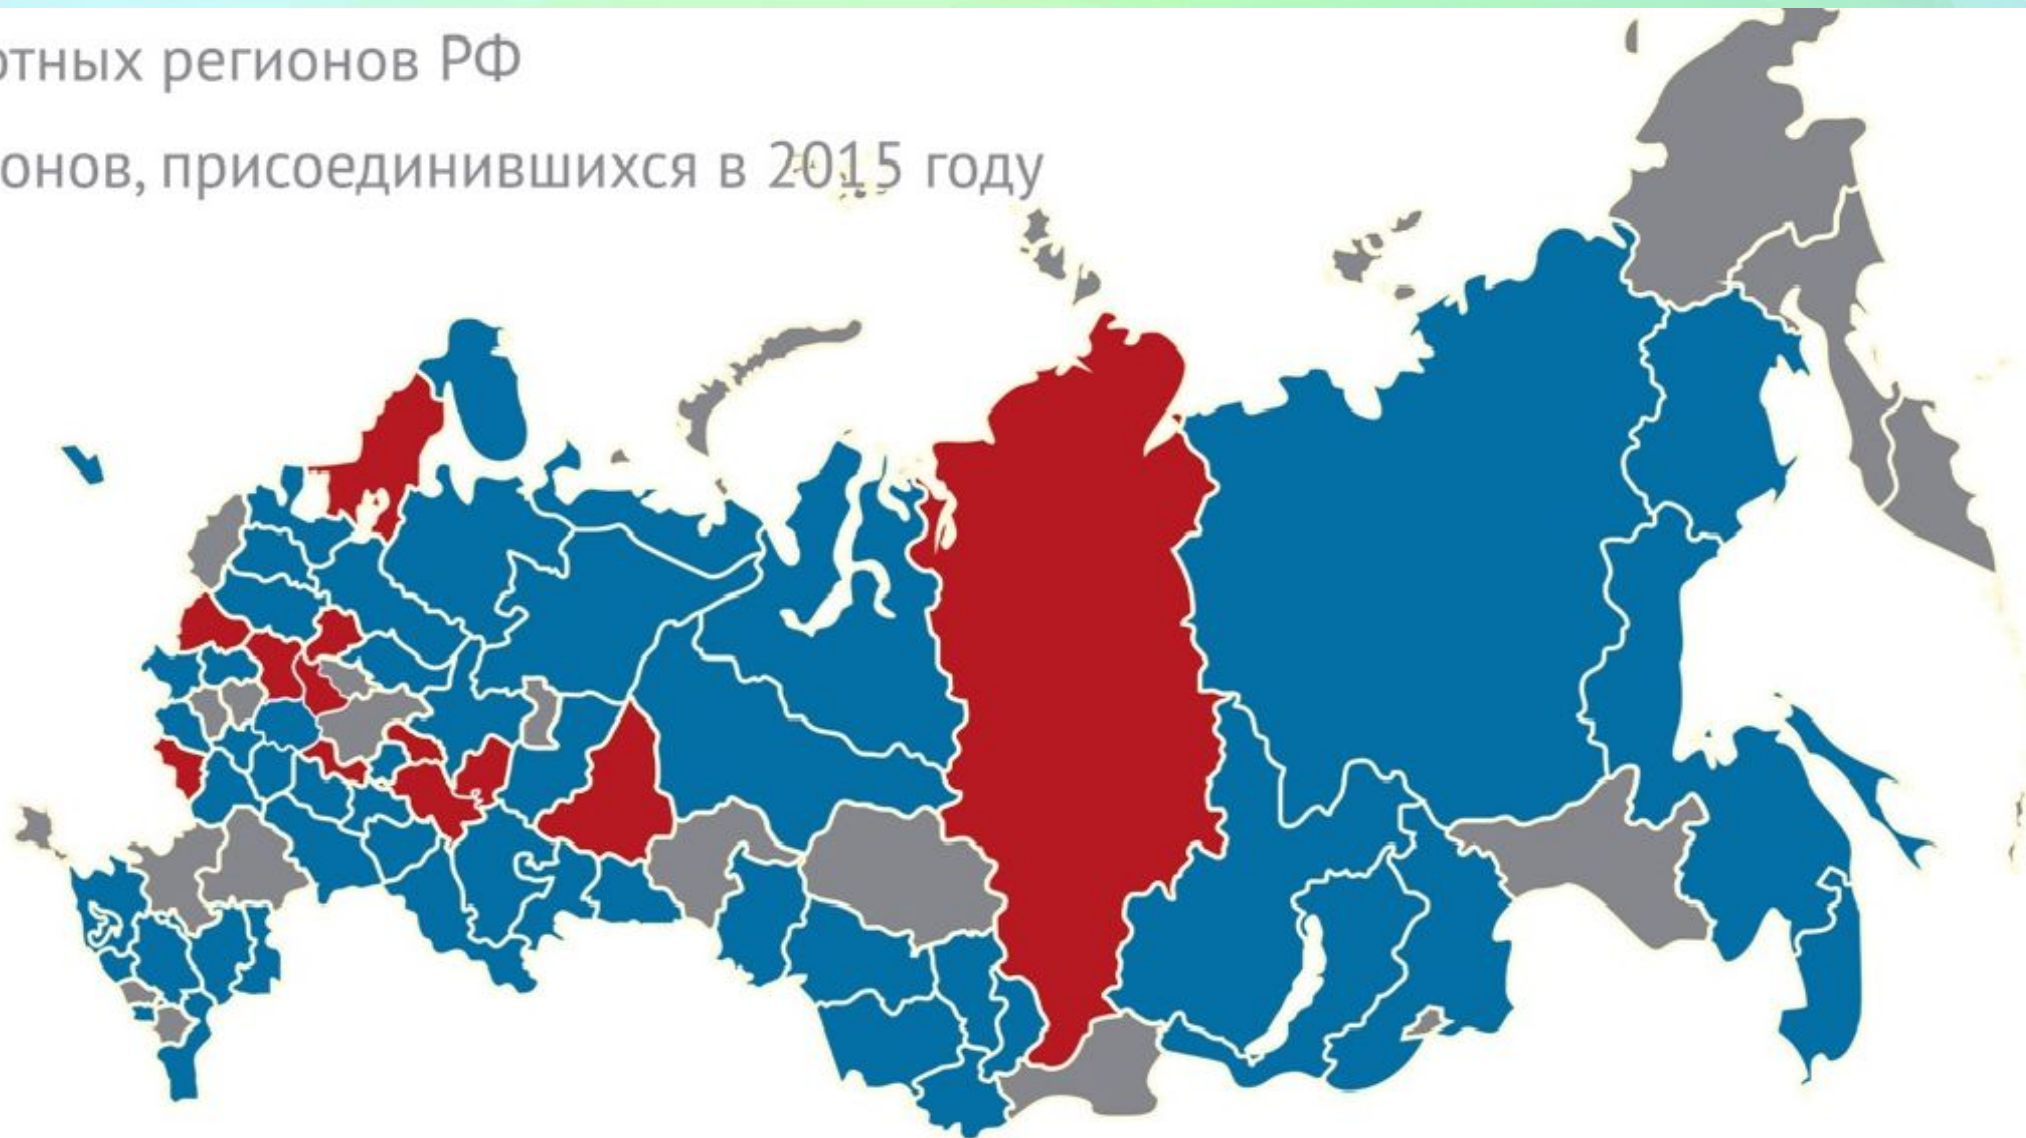 отных регионов РФ
онов, присоединившихся в 2015 году